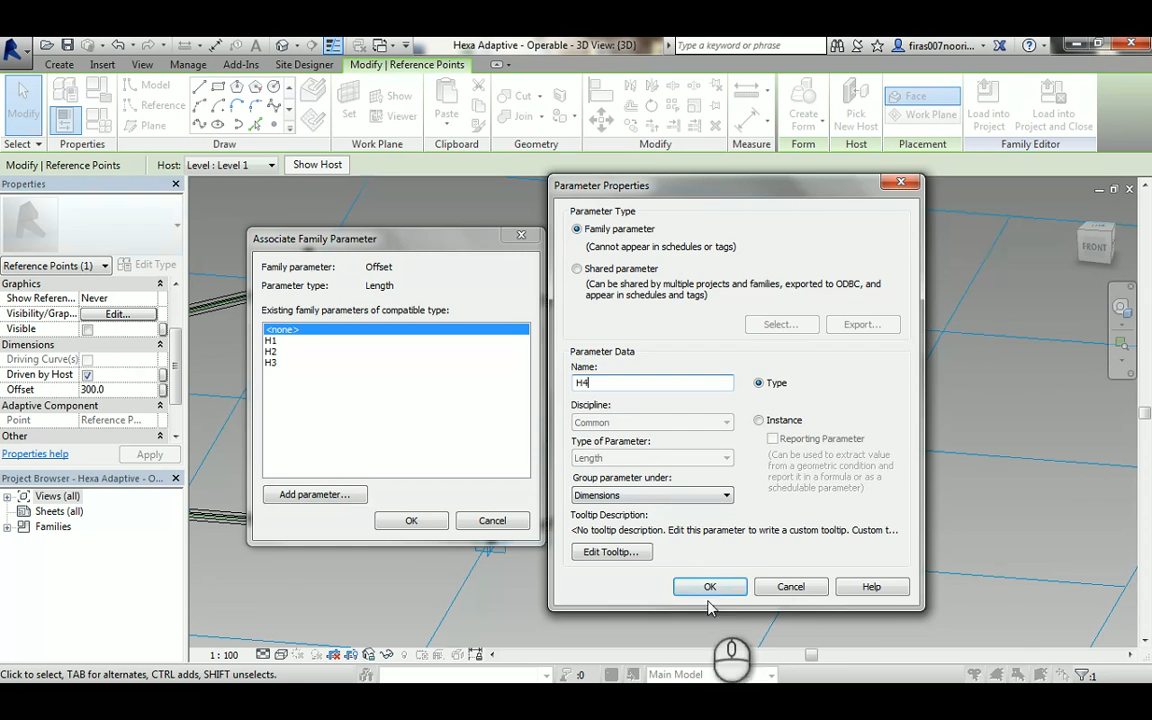 Hexa Adaptive - Operable - 3D View: {3D}
Type a keyword or phrase
firas007noori...
Create Insert View Manage Add-Ins Site Designer Modify | Reference Points
Modify
Model
Reference
Plane
Set
Show
Viewer
Paste
Cut
Join
Create
Form
Pick
New Host
Face
Work Plane
Load into
Project
Load into
Project and Close
Select Properties Draw Work Plane Clipboard Geometry Modify Measure Form Host Placement Family Editor
Modify | Reference Points
Host:
Level : Level 1
Show Host
Properties
Reference Points (1)
Edit Type
Graphics
Show Referen... Never
Visibility/Grap... Edit...
Visible
Dimensions
Driving Curve(s)
Driven by Host
Offset 300.0
Adaptive Component
Point Reference P...
Other
Properties help
Apply
Project Browser - Hexa Adaptive - O...
Views (all)
Sheets (all)
Families
Associate Family Parameter
Family parameter: Offset
Parameter type: Length
Existing family parameters of compatible type:
<none>
H1
H2
H3
Add parameter...
OK
Cancel
Parameter Properties
Parameter Type
Family parameter
(Cannot appear in schedules or tags)
Shared parameter
(Can be shared by multiple projects and families, exported to ODBC, and
appear in schedules and tags)
Select...
Export...
Parameter Data
Name:
H4
Type
Discipline:
Common
Instance
Reporting Parameter
(Can be used to extract value
from a geometric condition and
report it in a formula or as a
schedulable parameter)
Type of Parameter:
Length
Group parameter under:
Dimensions
Tooltip Description:
<No tooltip description. Edit this parameter to write a custom tooltip. Custom t...
Edit Tooltip...
OK
Cancel
Help
FRONT
1 : 100
Click to select, TAB for alternates, CTRL adds, SHIFT unselects.
:0
Main Model
:1